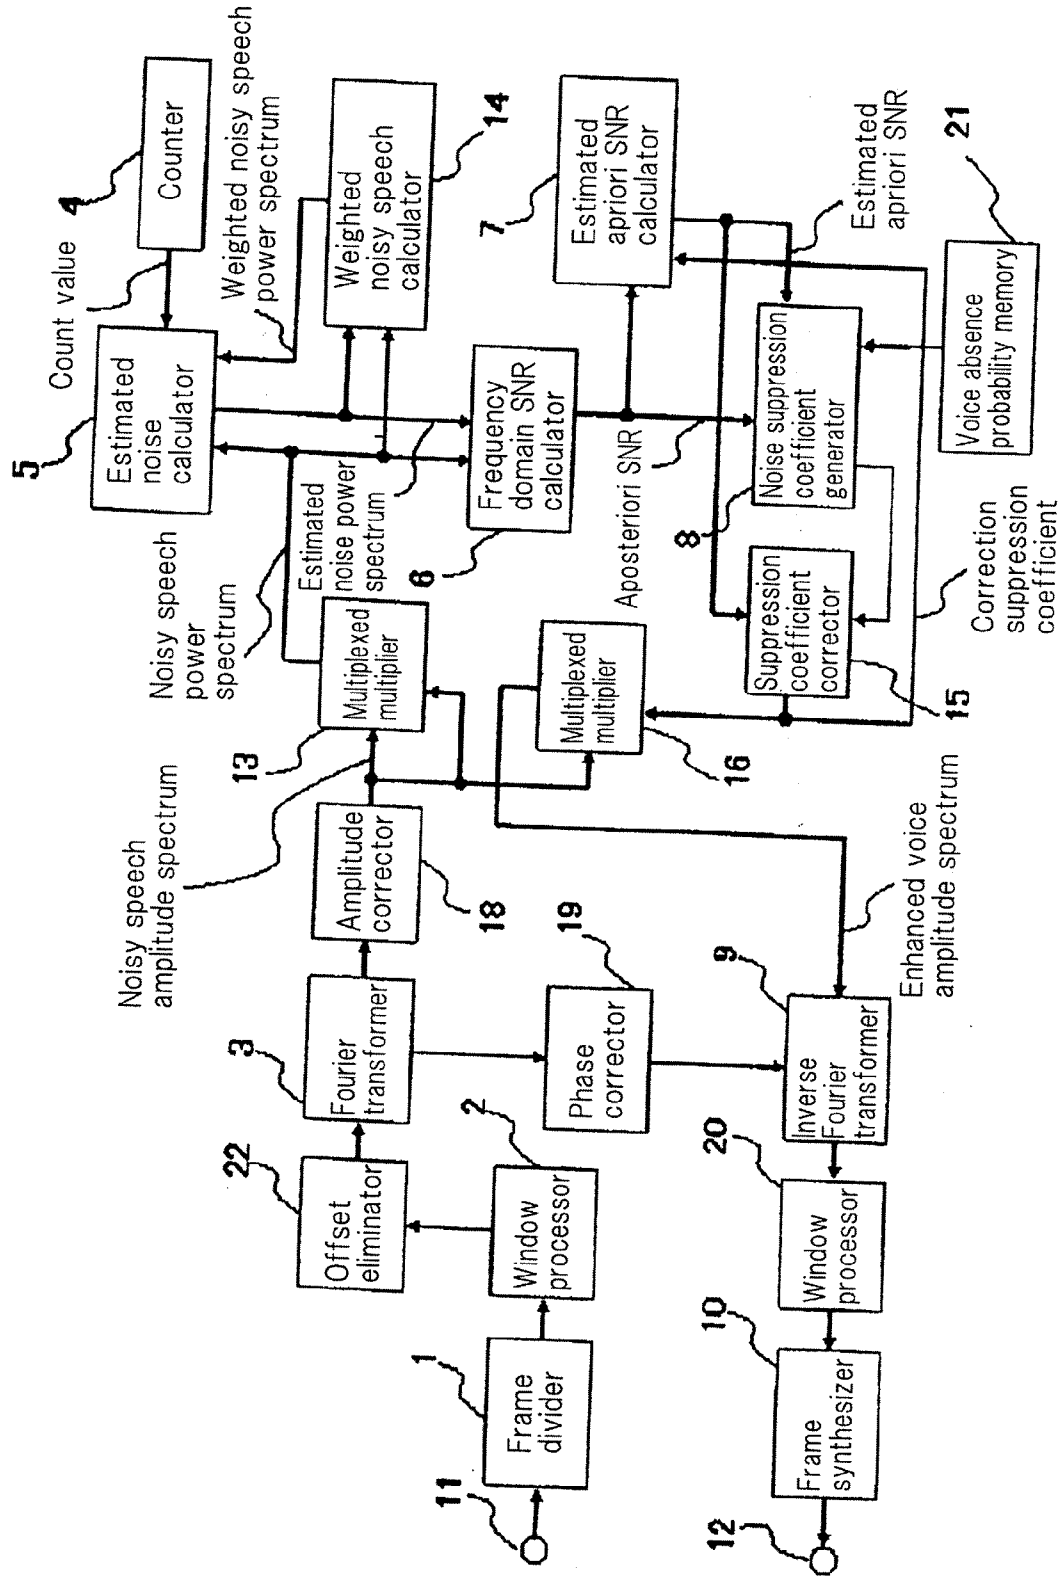 11
1
Frame
divider
2
Window
processor
22
Offset
eliminator
3
Fourier
transformer
18
Amplitude
corrector
Noisy speech
amplitude spectrum
13
Multiplexed
multiplier
Noisy speech
power
spectrum
5
Estimated
noise
calculator
Count value
4
Counter
Weighted noisy speech
power spectrum
14
Weighted
noisy speech
calculator
Estimated
noise power
spectrum
6
Frequency
domain SNR
calculator
Aposteriori SNR
7
Estimated
apriori SNR
calculator
Estimated
apriori SNR
8
Noise suppression
coefficient
generator
21
Voice absence
probability memory
15
Suppression
coefficient
corrector
Correction
suppression
coefficient
16
Multiplexed
multiplier
Enhanced voice
amplitude spectrum
19
Phase
corrector
9
Inverse
Fourier
transformer
20
Window
processor
10
Frame
synthesizer
12